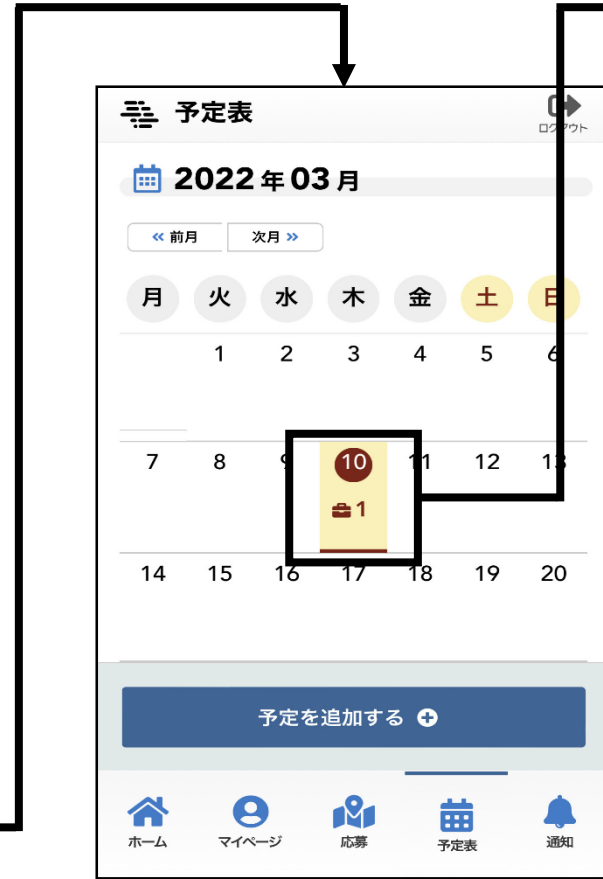 予定表
ログアウト
2022年03月
«前月 次月»
月 火 水 木 金 土 日
1 2 3 4 5 6
7 8 9 10 11 12 13
1
14 15 16 17 18 19 20
予定を追加する
ホーム マイページ 応募 予定表 通知